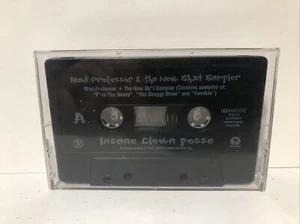 Mad Professor & the New Sh*t Sampler
Mad Professor • The New Sh*t Sampler (Contains samples of:
"F* The World", "The Shaggy Show" and "Terrible").
A
Insane Clown Posse